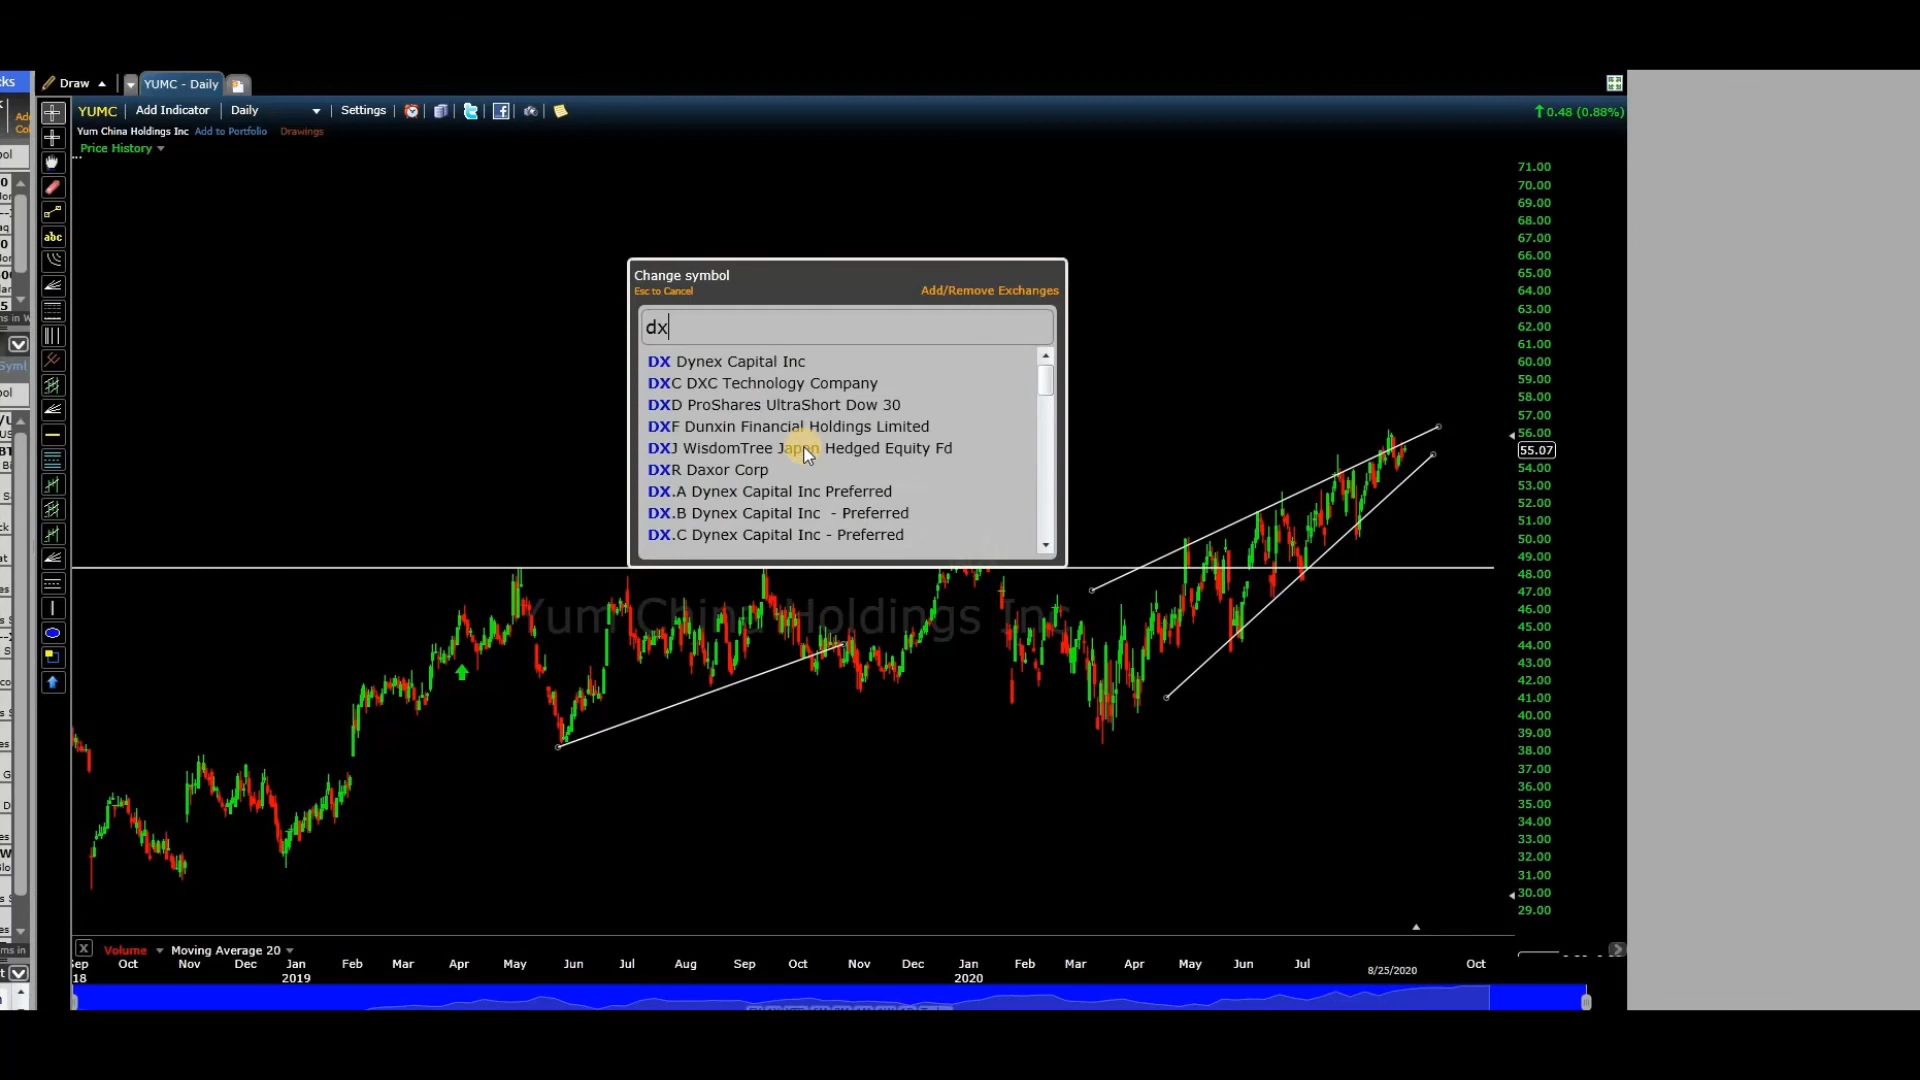 Draw
YUMC - Daily
YUMC Add Indicator Daily Settings
0.48 (0.88%)
Yum China Holdings Inc Add to Portfolio Drawings
Price History
abc
Change symbol
Esc to Cancel
Add/Remove Exchanges
dx
DX Dynex Capital Inc
DXC DXC Technology Company
DXD ProShares UltraShort Dow 30
DXF Dunxin Financial Holdings Limited
DXJ WisdomTree Japan Hedged Equity Fd
DXR Daxor Corp
DX.A Dynex Capital Inc Preferred
DX.B Dynex Capital Inc - Preferred
DX.C Dynex Capital Inc - Preferred
Yum China Holdings Inc
71.00
70.00
69.00
68.00
67.00
66.00
65.00
64.00
63.00
62.00
61.00
60.00
59.00
58.00
57.00
56.00
55.07
54.00
53.00
52.00
51.00
50.00
49.00
48.00
47.00
46.00
45.00
44.00
43.00
42.00
41.00
40.00
39.00
38.00
37.00
36.00
35.00
34.00
33.00
32.00
31.00
30.00
29.00
X Volume Moving Average 20
Sep Oct Nov Dec Jan Feb Mar Apr May Jun Jul Aug Sep Oct Nov Dec Jan Feb Mar Apr May Jun Jul 8/25/2020 Oct
18 2019 2020